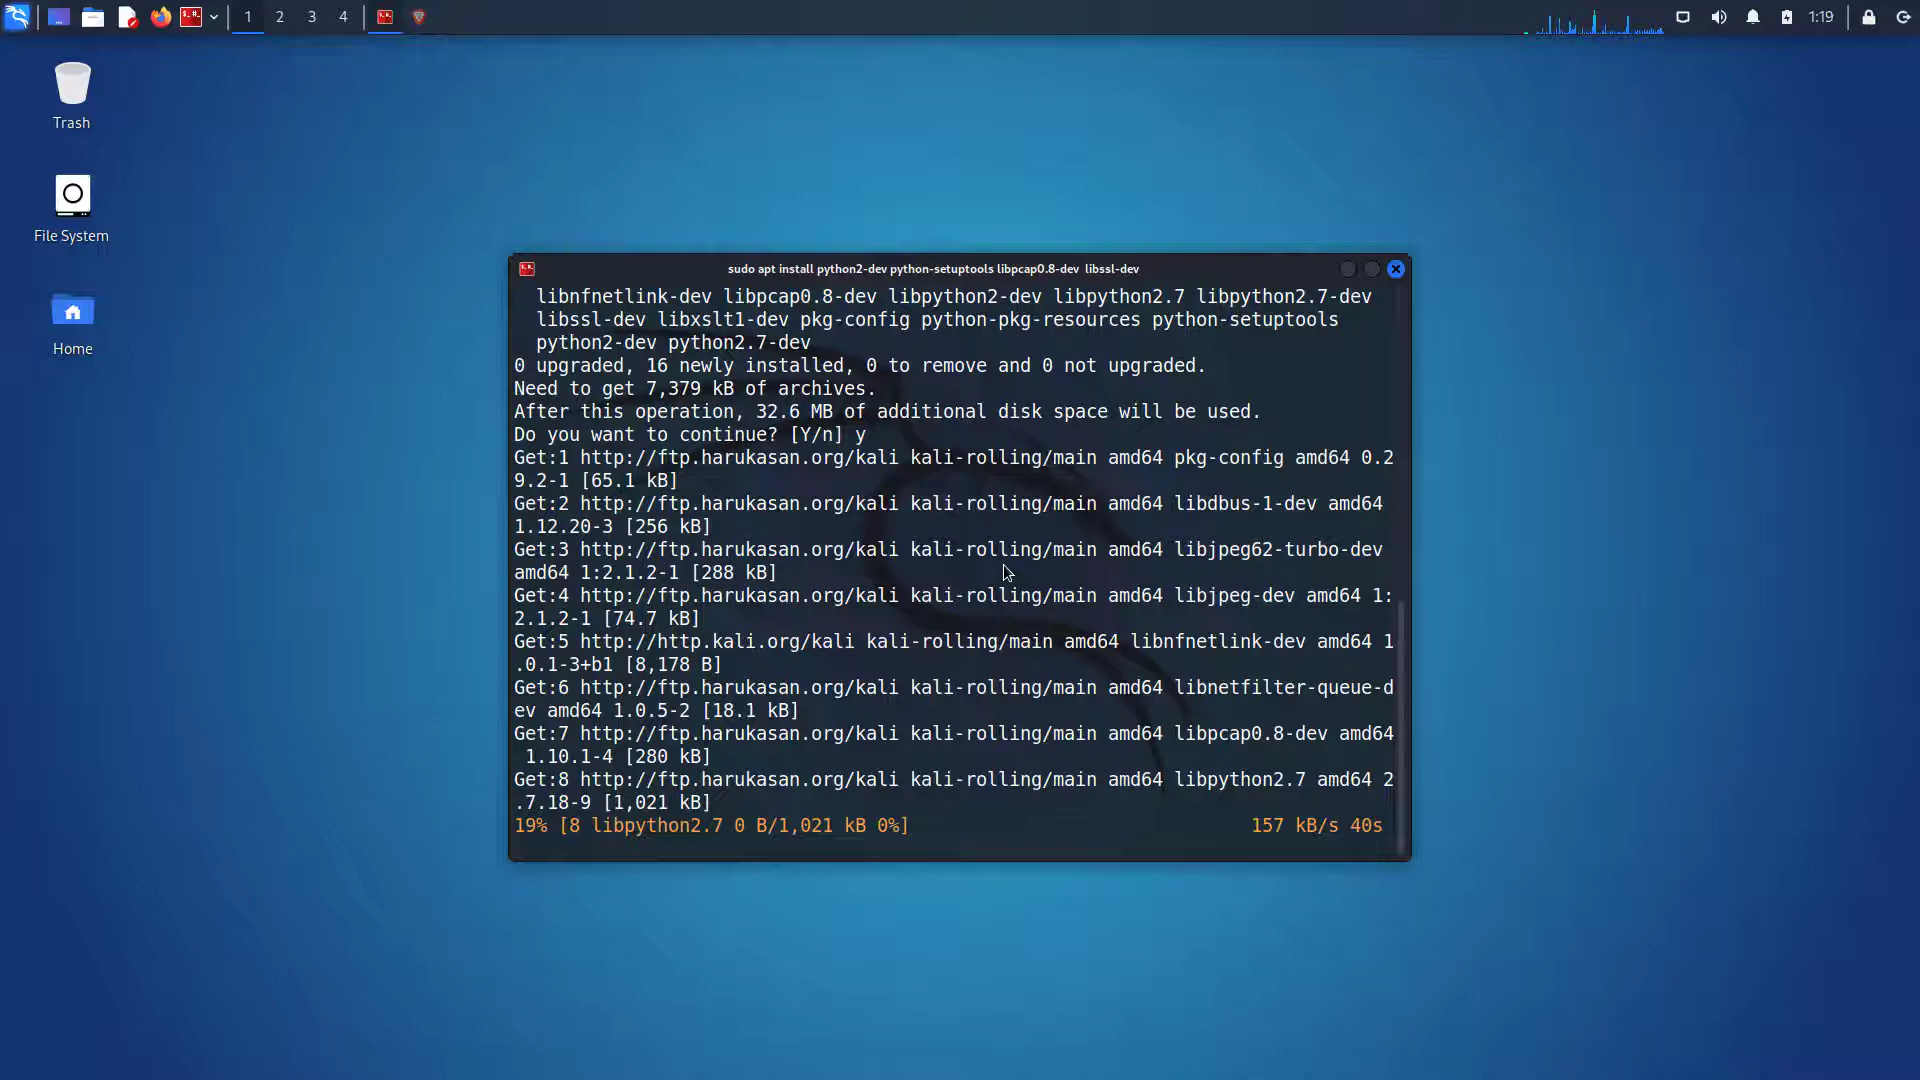 1 2 3 4
1:19
Trash
File System
Home
sudo apt install python2-dev python-setuptools libpcap0.8-dev  libssl-dev
  libnfnetlink-dev libpcap0.8-dev libpython2-dev libpython2.7 libpython2.7-dev
  libssl-dev libxslt1-dev pkg-config python-pkg-resources python-setuptools
  python2-dev python2.7-dev
0 upgraded, 16 newly installed, 0 to remove and 0 not upgraded.
Need to get 7,379 kB of archives.
After this operation, 32.6 MB of additional disk space will be used.
Do you want to continue? [Y/n] y
Get:1 http://ftp.harukasan.org/kali kali-rolling/main amd64 pkg-config amd64 0.2
9.2-1 [65.1 kB]
Get:2 http://ftp.harukasan.org/kali kali-rolling/main amd64 libdbus-1-dev amd64
1.12.20-3 [256 kB]
Get:3 http://ftp.harukasan.org/kali kali-rolling/main amd64 libjpeg62-turbo-dev
amd64 1:2.1.2-1 [288 kB]
Get:4 http://ftp.harukasan.org/kali kali-rolling/main amd64 libjpeg-dev amd64 1:
2.1.2-1 [74.7 kB]
Get:5 http://http.kali.org/kali kali-rolling/main amd64 libnfnetlink-dev amd64 1
.0.1-3+b1 [8,178 B]
Get:6 http://ftp.harukasan.org/kali kali-rolling/main amd64 libnetfilter-queue-d
ev amd64 1.0.5-2 [18.1 kB]
Get:7 http://ftp.harukasan.org/kali kali-rolling/main amd64 libpcap0.8-dev amd64
 1.10.1-4 [280 kB]
Get:8 http://ftp.harukasan.org/kali kali-rolling/main amd64 libpython2.7 amd64 2
.7.18-9 [1,021 kB]
19% [8 libpython2.7 0 B/1,021 kB 0%] 157 kB/s 40s